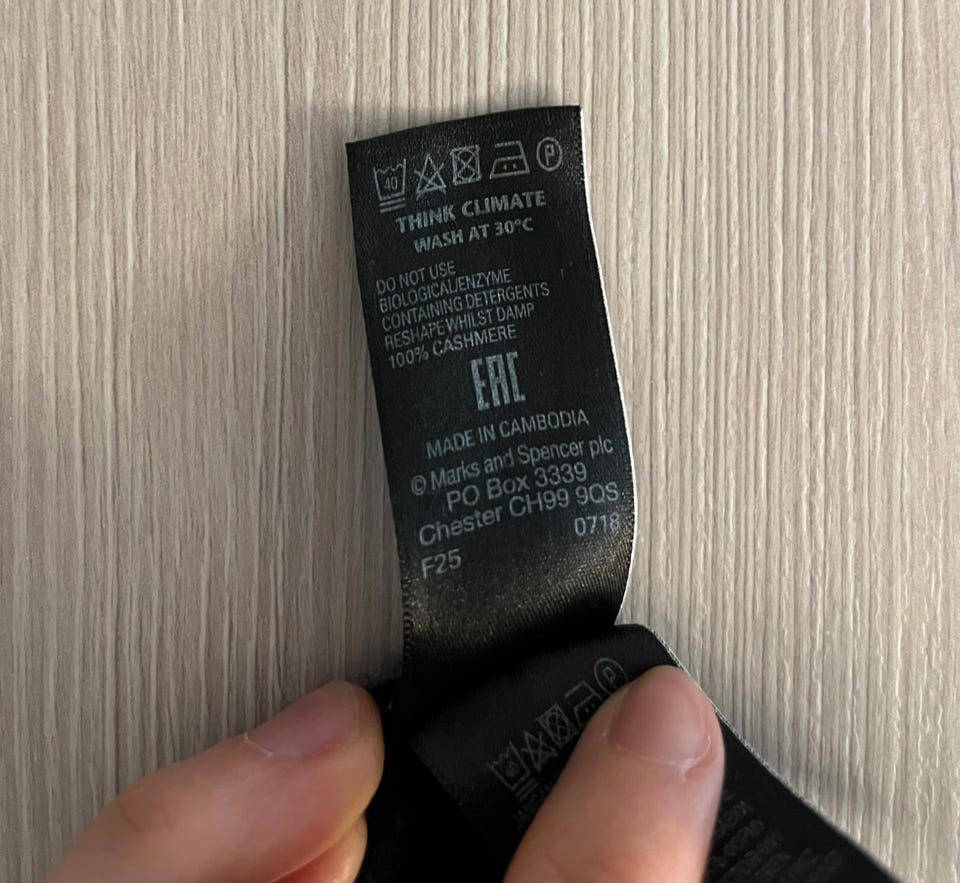 40 P
THINK CLIMATE
WASH AT 30°C
DO NOT USE
BIOLOGICAL/ENZYME
CONTAINING DETERGENTS
RESHAPE WHILST DAMP
100% CASHMERE
EAC
MADE IN CAMBODIA
© Marks and Spencer plc
PO Box 3339
Chester CH99 9QS
0718
F25
P
40